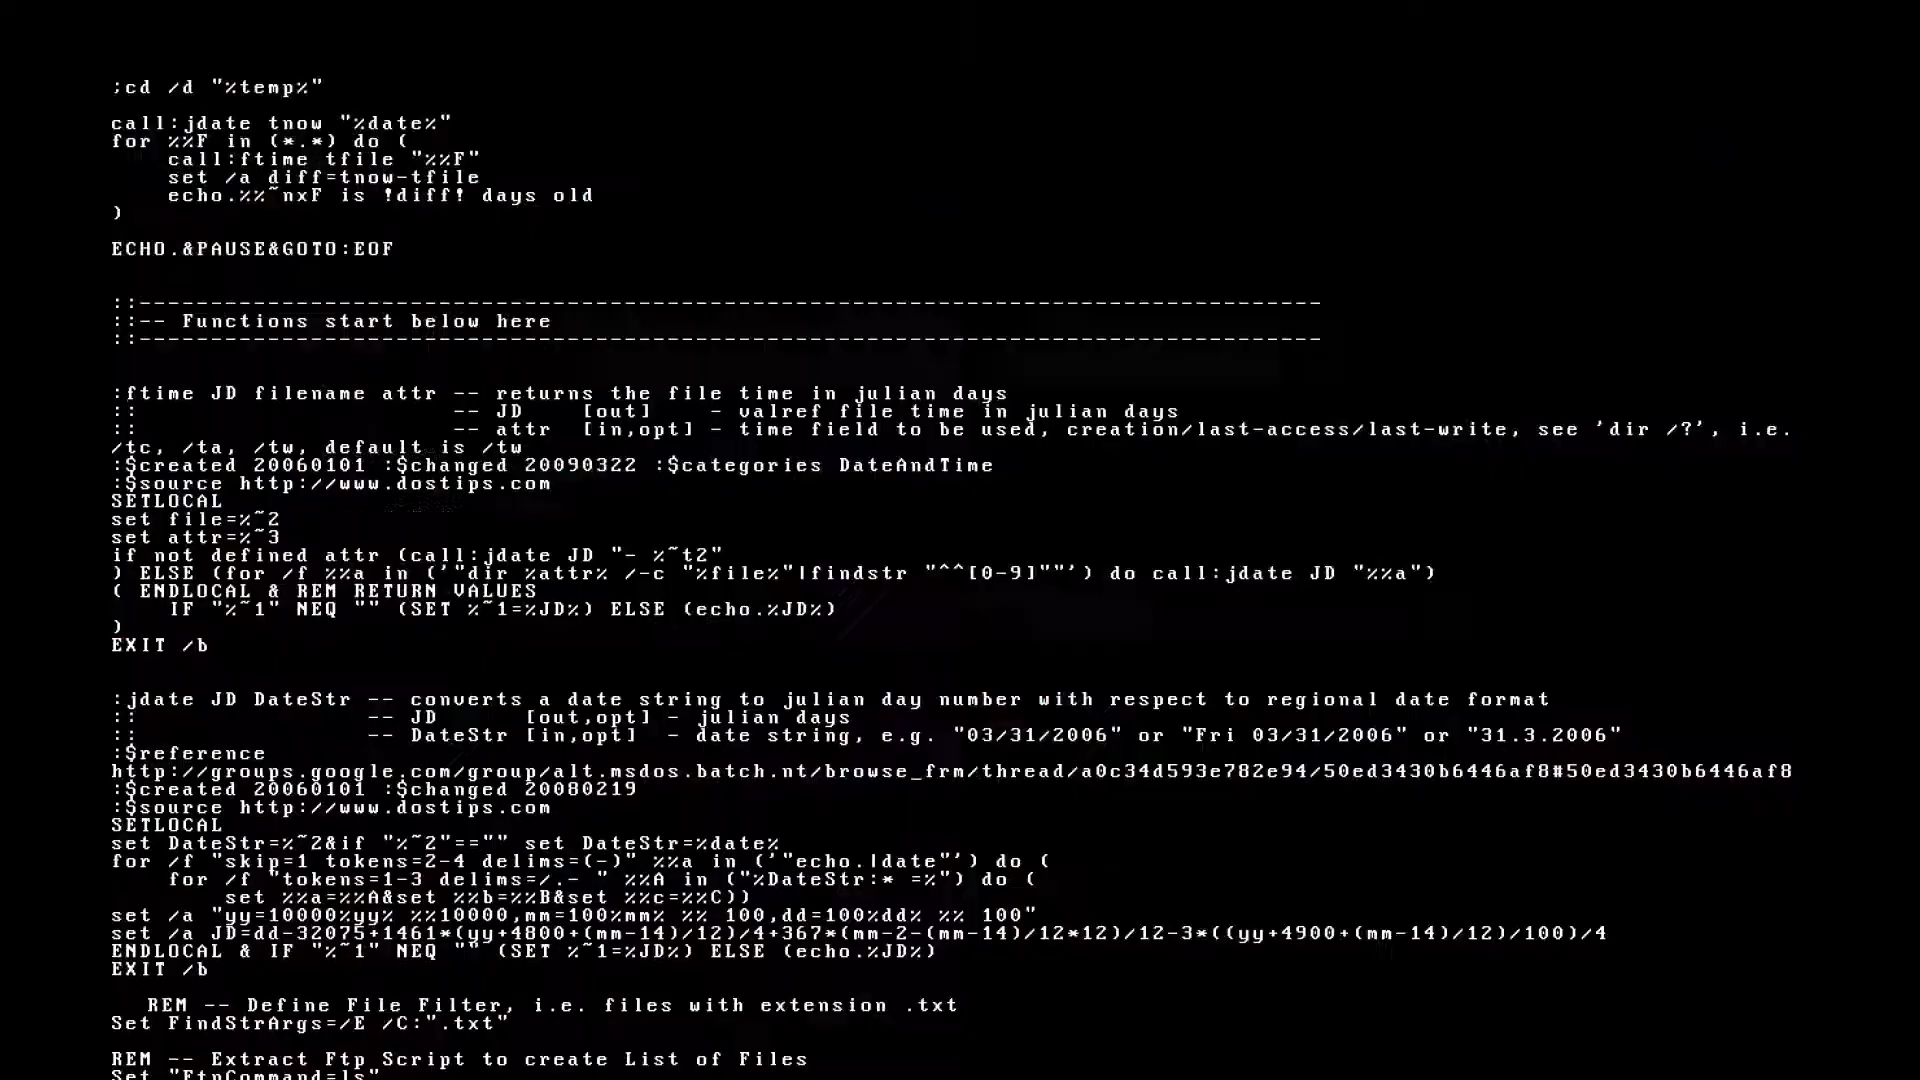 ;cd /d "%temp%"
call:jdate tnow "%date%"
for %%F in (*.*) do (
call:ftime tfile "%%F"
set /a diff=tnow-tfile
echo.%%~nxF is !diff! days old
)
ECHO.&PAUSE&GOTO:EOF
::-----------------------------------------------------------------------------------
::-- Functions start below here
::-----------------------------------------------------------------------------------
:ftime JD filename attr -- returns the file time in julian days
::                      -- JD    [out]    - valref file time in julian days
::                      -- attr  [in,opt] - time field to be used, creation/last-access/last-write, see 'dir /?', i.e.
/tc, /ta, /tw, default is /tw
:$created 20060101 :$changed 20090322 :$categories DateAndTime
:$source http://www.dostips.com
SETLOCAL
set file=%~2
set attr=%~3
if not defined attr (call:jdate JD "- %~t2"
) ELSE (for /f %%a in ('"dir %attr% /-c "%file%"|findstr "^^[0-9]""') do call:jdate JD "%%a")
( ENDLOCAL & REM RETURN VALUES
IF "%~1" NEQ "" (SET %~1=%JD%) ELSE (echo.%JD%)
)
EXIT /b
:jdate JD DateStr -- converts a date string to julian day number with respect to regional date format
::                -- JD      [out,opt] - julian days
::                -- DateStr [in,opt]  - date string, e.g. "03/31/2006" or "Fri 03/31/2006" or "31.3.2006"
:$reference
http://groups.google.com/group/alt.msdos.batch.nt/browse_frm/thread/a0c34d593e782e94/50ed3430b6446af8#50ed3430b6446af8
:$created 20060101 :$changed 20080219
:$source http://www.dostips.com
SETLOCAL
set DateStr=%~2&if "%~2"=="" set DateStr=%date%
for /f "skip=1 tokens=2-4 delims=(-)" %%a in ('"echo.|date"') do (
for /f "tokens=1-3 delims=/.- " %%A in ("%DateStr:* =%") do (
set %%a=%%A&set %%b=%%B&set %%c=%%C))
set /a "yy=10000%yy% %%10000,mm=100%mm% %% 100,dd=100%dd% %% 100"
set /a JD=dd-32075+1461*(yy+4800+(mm-14)/12)/4+367*(mm-2-(mm-14)/12*12)/12-3*((yy+4900+(mm-14)/12)/100)/4
ENDLOCAL & IF "%~1" NEQ "" (SET %~1=%JD%) ELSE (echo.%JD%)
EXIT /b
REM -- Define File Filter, i.e. files with extension .txt
Set FindStrArgs=/E /C:".txt"
REM -- Extract Ftp Script to create List of Files
Set "FtpCommand=ls"